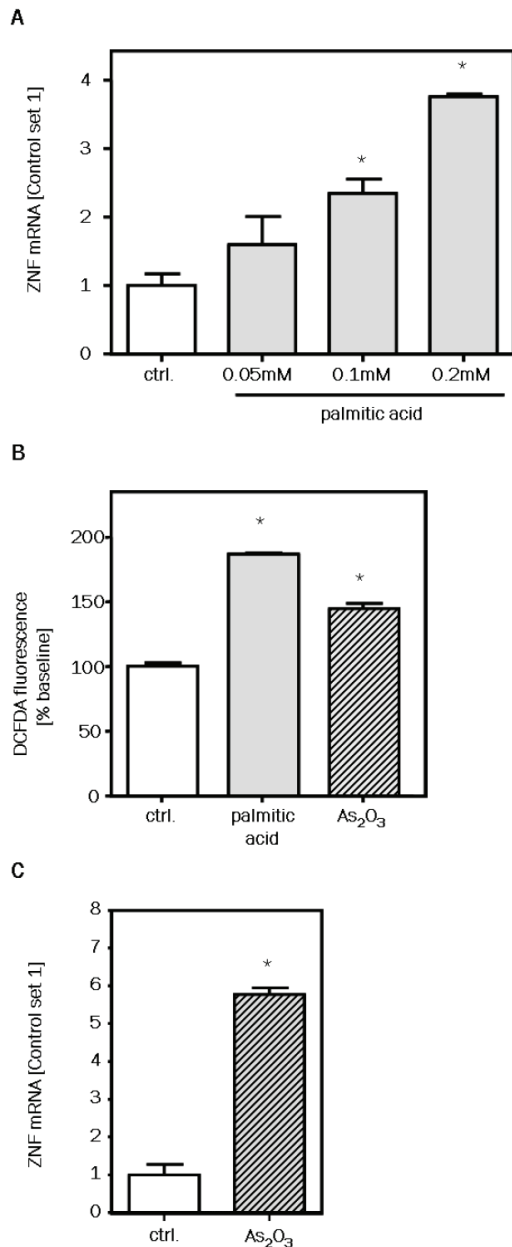 A
ZNF mRNA [Control set 1]
4
3
2
1
0
*
*
ctrl. 0.05mM 0.1mM 0.2mM
palmitic acid
B
DCFDA fluorescence
[% baseline]
200
150
100
50
0
*
*
ctrl. palmitic acid As₂O₃
C
ZNF mRNA [Control set 1]
8
7
6
5
4
3
2
1
0
*
ctrl. As₂O₃